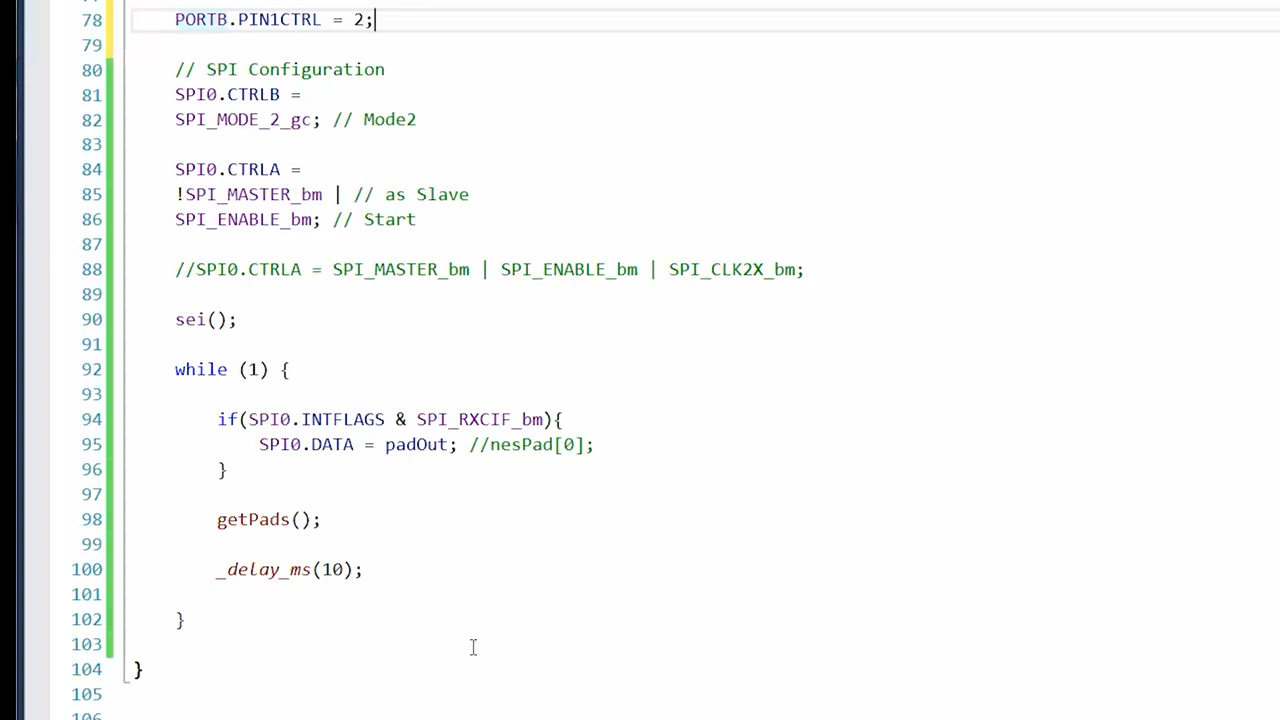 78 PORTB.PIN1CTRL = 2;
79
80 // SPI Configuration
81 SPI0.CTRLB =
82 SPI_MODE_2_gc; // Mode2
83
84 SPI0.CTRLA =
85 !SPI_MASTER_bm | // as Slave
86 SPI_ENABLE_bm; // Start
87
88 //SPI0.CTRLA = SPI_MASTER_bm | SPI_ENABLE_bm | SPI_CLK2X_bm;
89
90 sei();
91
92 while (1) {
93
94 if(SPI0.INTFLAGS & SPI_RXCIF_bm){
95 SPI0.DATA = padOut; //nesPad[0];
96 }
97
98 getPads();
99
100 _delay_ms(10);
101
102 }
103
104 }
105
106